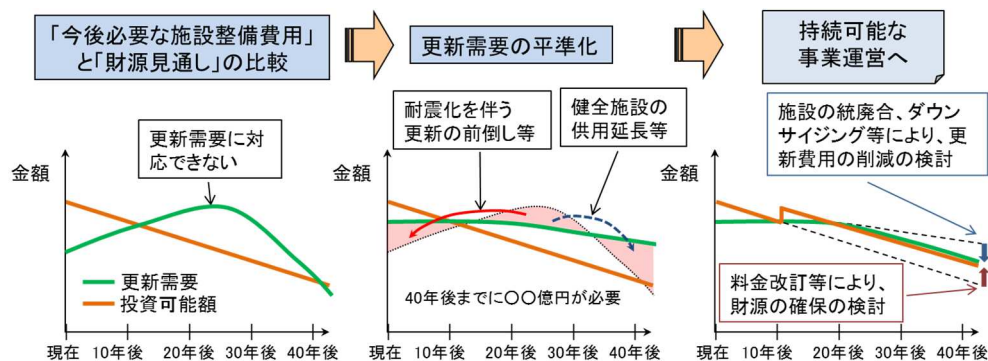 「今後必要な施設整備費用」
と「財源見通し」の比較
更新需要の平準化
持続可能な
事業運営へ
更新需要に対
応できない
金額
更新需要
投資可能額
現在 10年後 20年後 30年後 40年後
耐震化を伴う
更新の前倒し等
健全施設の
供用延長等
金額
40年後までに〇〇億円が必要
現在 10年後 20年後 30年後 40年後
施設の統廃合、ダウン
サイジング等により、更
新費用の削減の検討
金額
料金改訂等により、
財源の確保の検討
現在 10年後 20年後 30年後 40年後